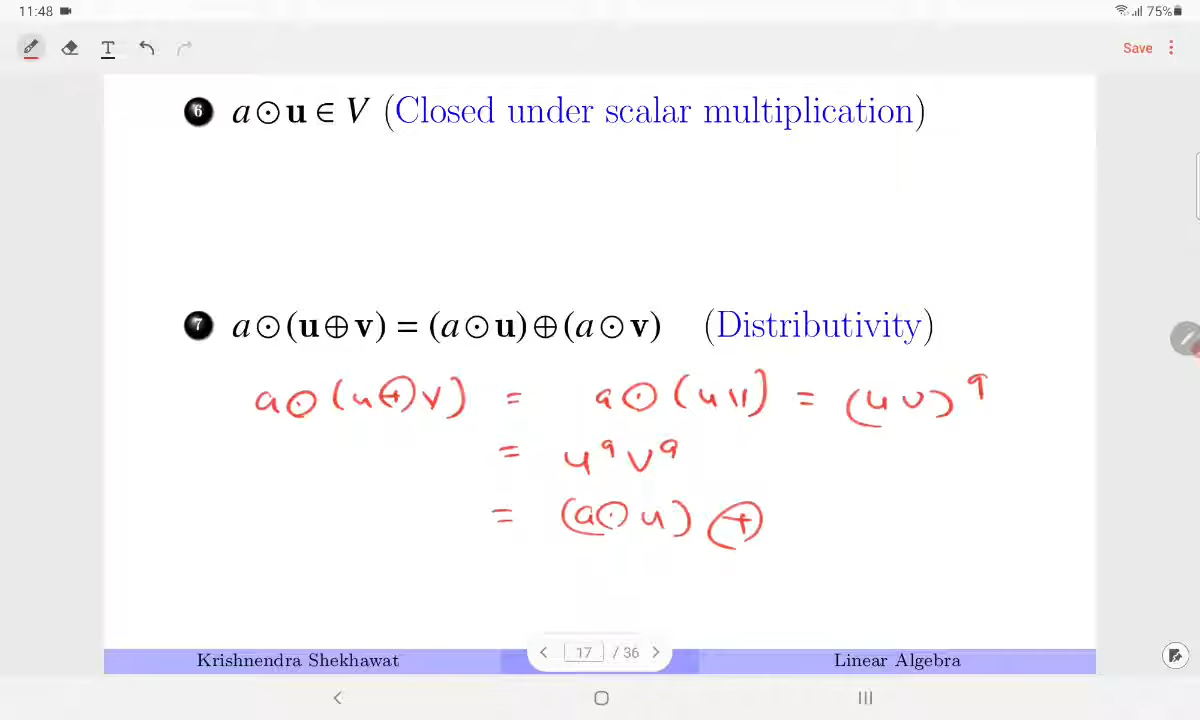 11:48 75%
T Save
6 a⊙u ∈ V (Closed under scalar multiplication)
7 a⊙(u⊕v) = (a⊙u)⊕(a⊙v) (Distributivity)
a⊙(u⊕v) = a⊙(uv) = (uv)^a
= u^a v^a
= (a⊙u) ⊕
17 / 36
Krishnendra Shekhawat Linear Algebra